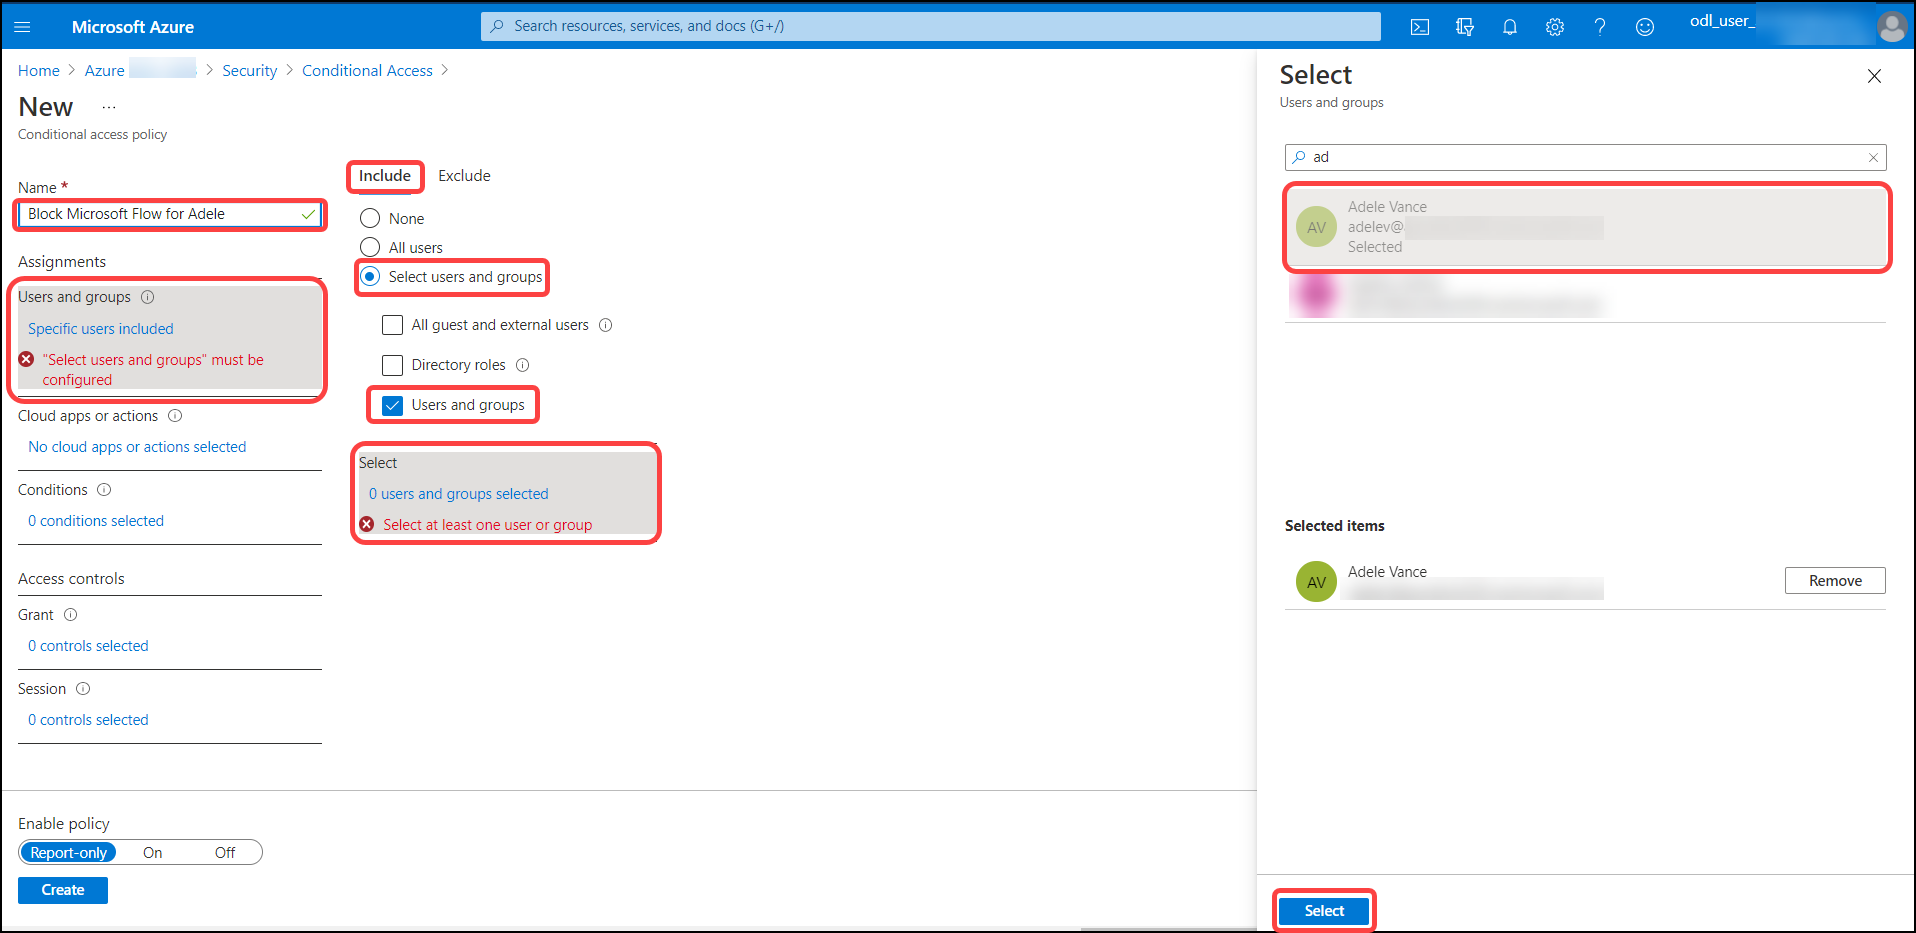 Microsoft Azure
Search resources, services, and docs (G+/)
odl_user_
Home > Azure > Security > Conditional Access >
New ...
Conditional access policy
Name *
Block Microsoft Flow for Adele
Assignments
Users and groups
Specific users included
"Select users and groups" must be
configured
Cloud apps or actions
No cloud apps or actions selected
Conditions
0 conditions selected
Access controls
Grant
0 controls selected
Session
0 controls selected
Enable policy
Report-only On Off
Create
Include Exclude
None
All users
Select users and groups
All guest and external users
Directory roles
Users and groups
Select
0 users and groups selected
Select at least one user or group
Select
Users and groups
ad
AV
Adele Vance
adelev@
Selected
Selected items
AV
Adele Vance
Remove
Select